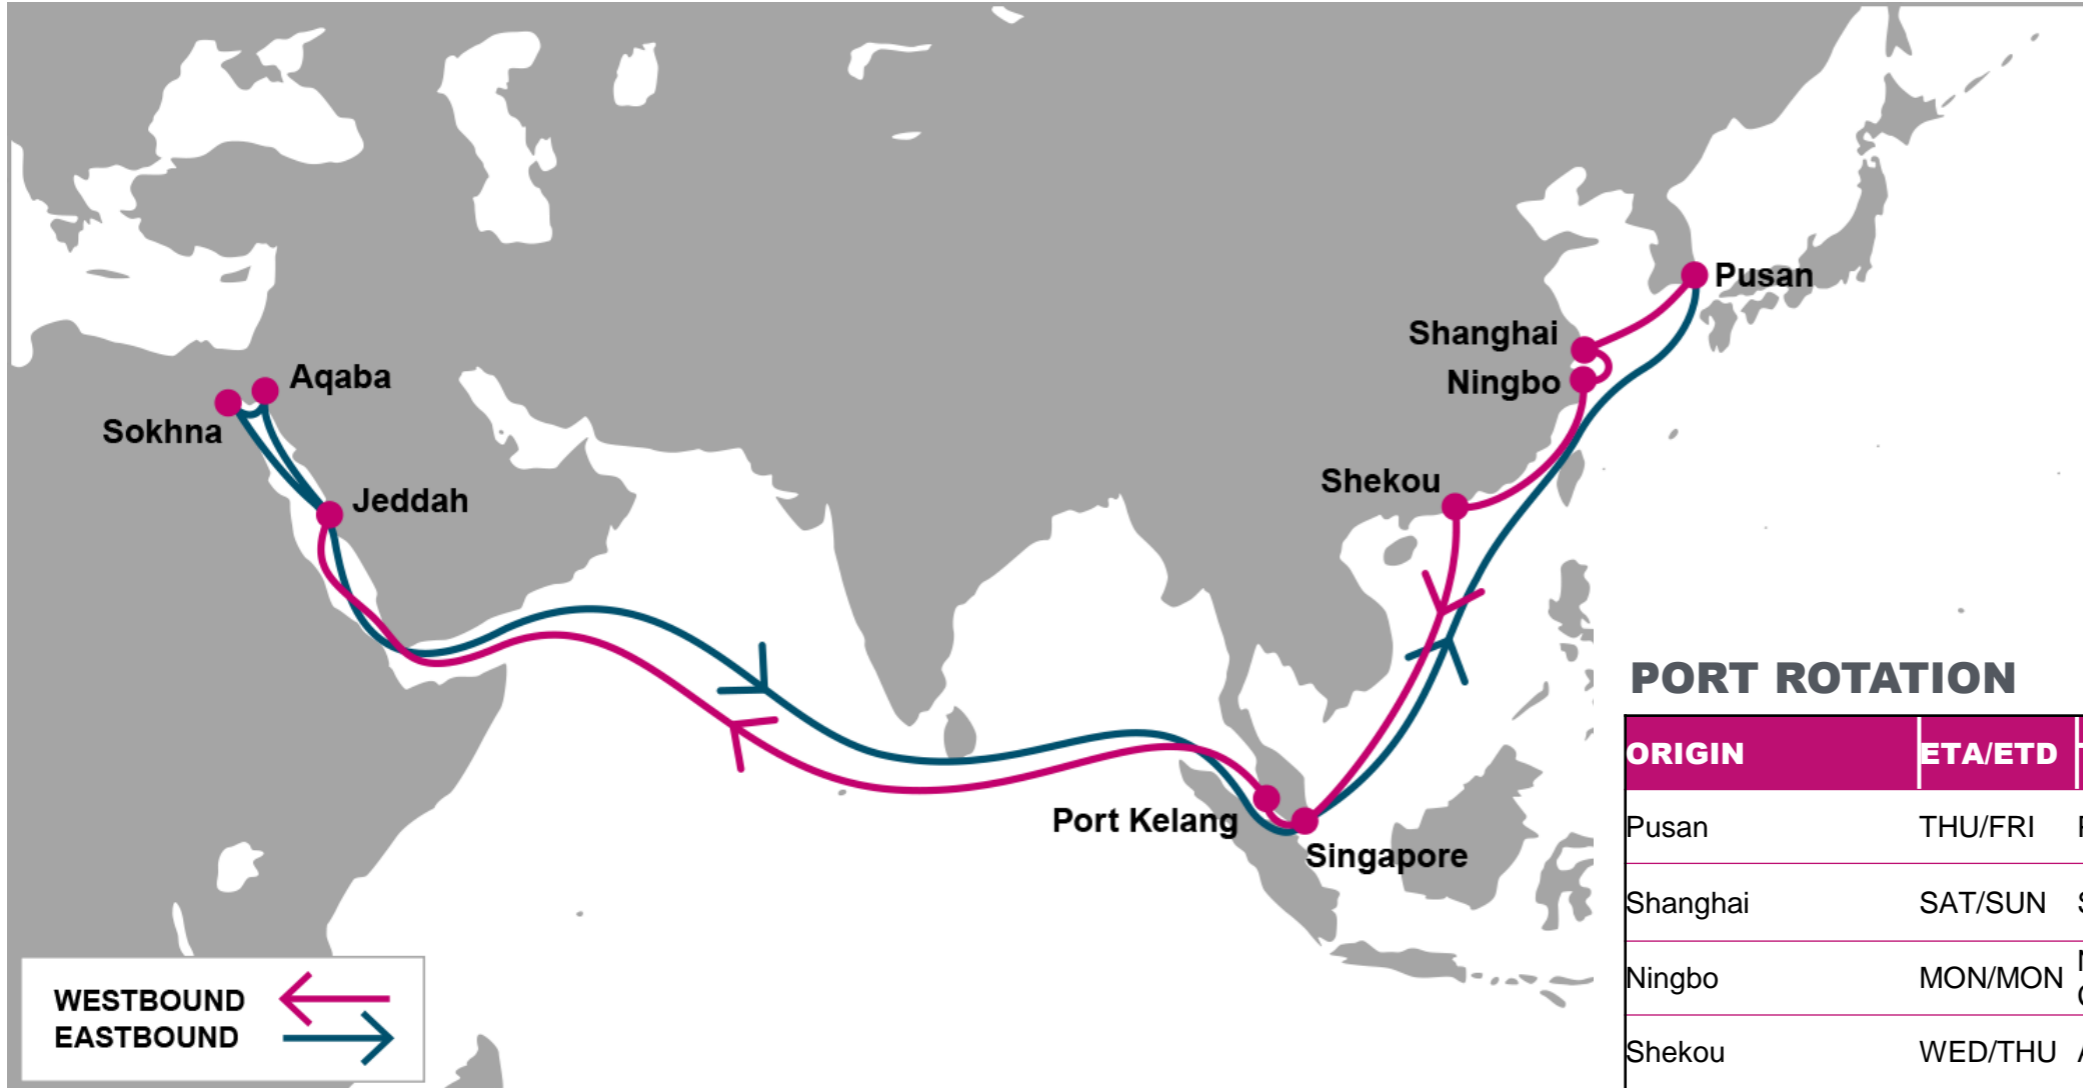 Pusan
Shanghai
Ningbo
Aqaba
Sokhna
Shekou
Jeddah
Port Kelang
Singapore
WESTBOUND
EASTBOUND
PORT ROTATION
ORIGIN ETA/ETD
Pusan THU/FRI
Shanghai SAT/SUN
Ningbo MON/MON
Shekou WED/THU